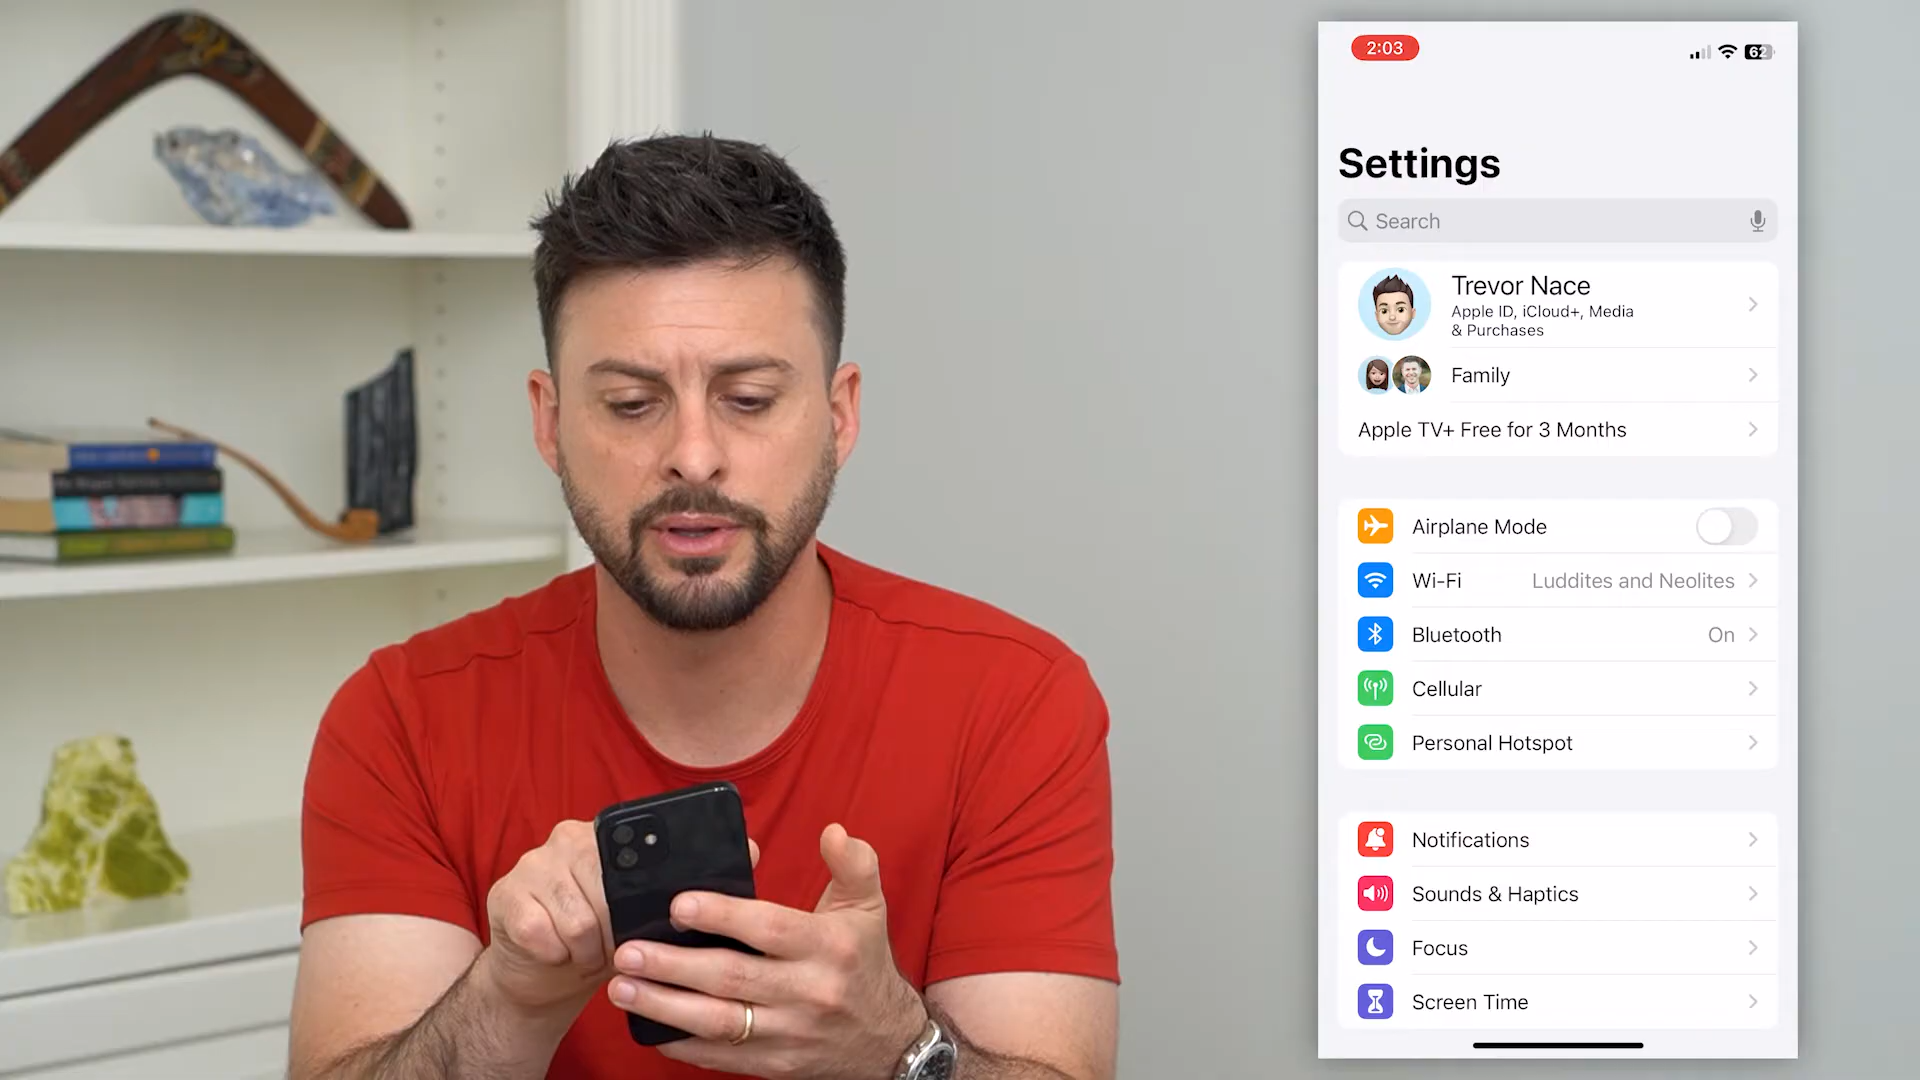 2:03
62
Settings
Search
Trevor Nace
Apple ID, iCloud+, Media
& Purchases
Family
Apple TV+ Free for 3 Months
Airplane Mode
Wi-Fi Luddites and Neolites
Bluetooth On
Cellular
Personal Hotspot
Notifications
Sounds & Haptics
Focus
Screen Time